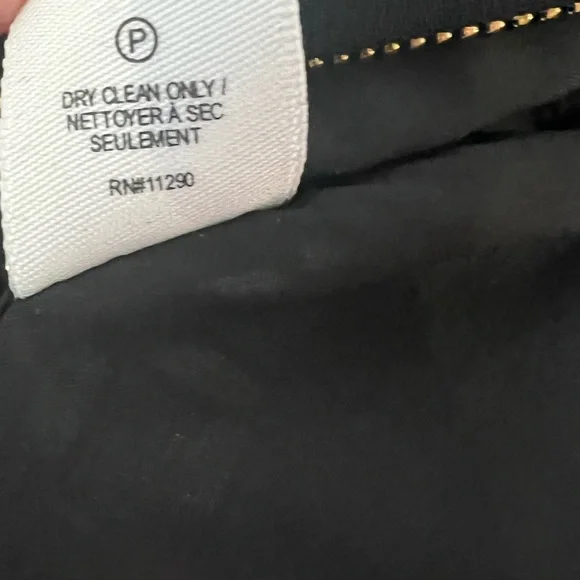 P
DRY CLEAN ONLY /
NETTOYER À SEC
SEULEMENT
RN#11290